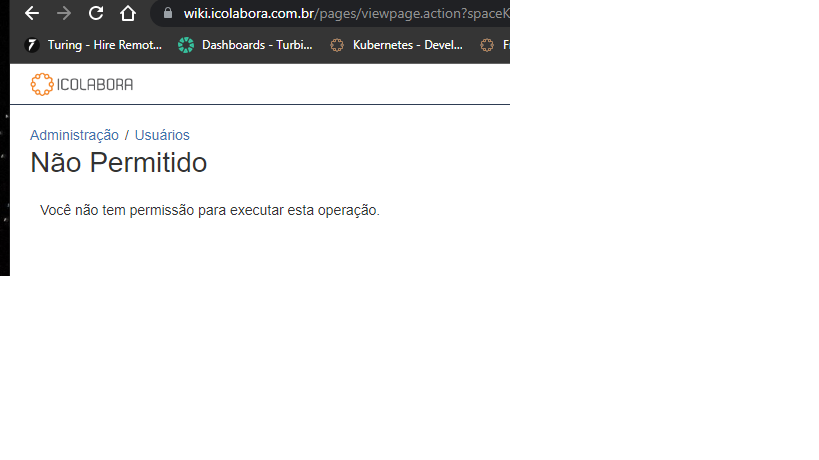 wiki.icolabora.com.br/pages/viewpage.action?spaceK
Turing - Hire Remot... Dashboards - Turbi... Kubernetes - Devel... F
ICOLABORA
Administração / Usuários
Não Permitido
Você não tem permissão para executar esta operação.